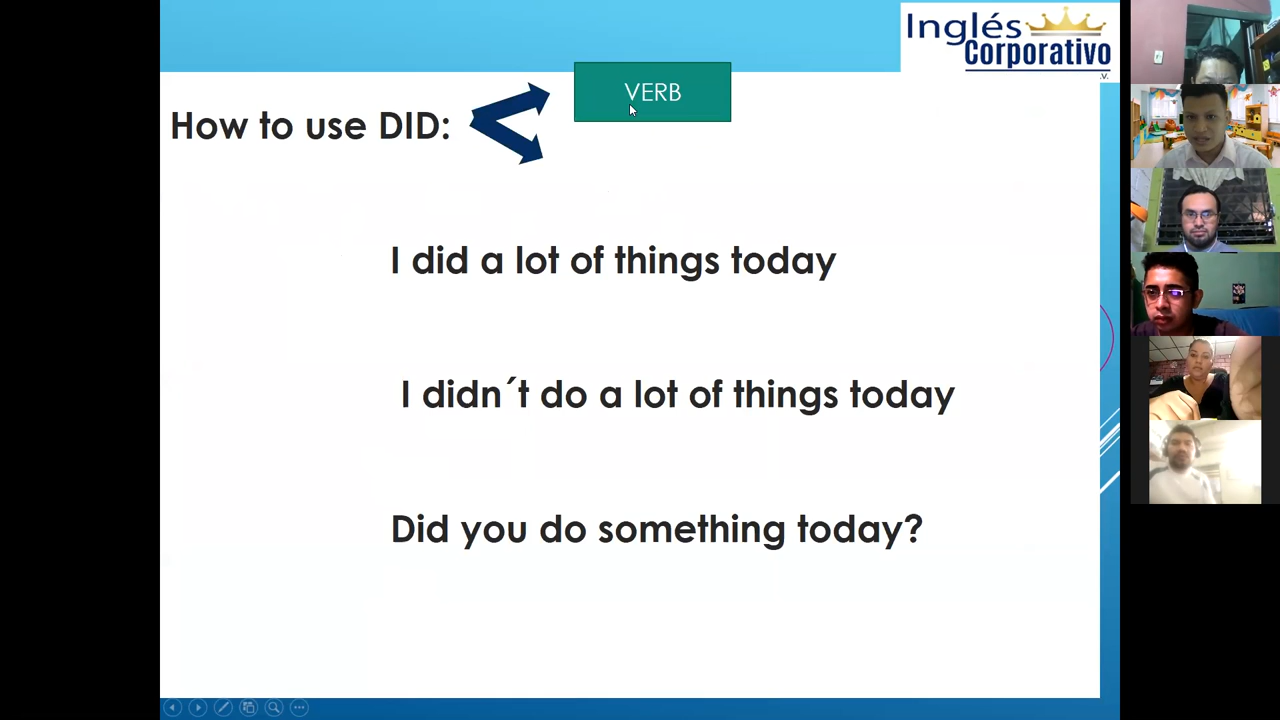 Inglés
Corporativo
.V.
VERB
How to use DID:
I did a lot of things today
I didn´t do a lot of things today
Did you do something today?